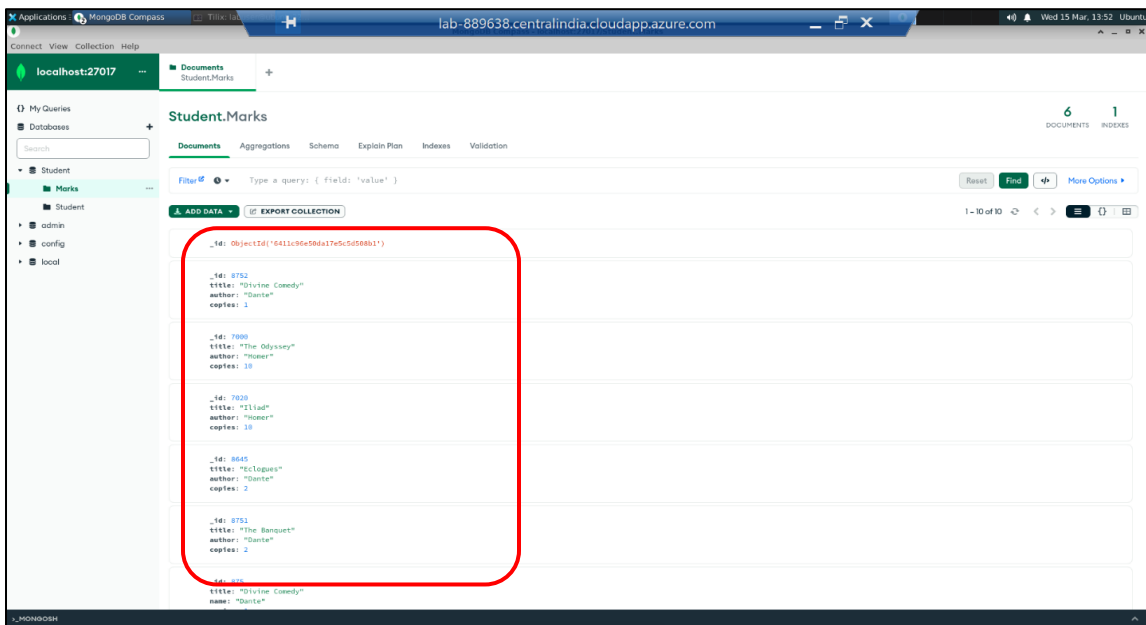 Applications MongoDB Compass Tilix: lab lab-889638.centralindia.cloudapp.azure.com Wed 15 Mar, 13:52 Ubuntu
Connect View Collection Help
localhost:27017
Documents
Student.Marks
My Queries
Databases
Search
Student
Marks
Student
admin
config
local
Student.Marks
6 DOCUMENTS
1 INDEXES
Documents Aggregations Schema Explain Plan Indexes Validation
Filter Type a query: { field: 'value' } Reset Find More Options
ADD DATA EXPORT COLLECTION 1 – 10 of 10
_id: ObjectId('6411c96e50da17e5c5d508b1')
_id: 8752
title: "Divine Comedy"
author: "Dante"
copies: 1
_id: 7000
title: "The Odyssey"
author: "Homer"
copies: 10
_id: 7020
title: "Iliad"
author: "Homer"
copies: 10
_id: 8645
title: "Eclogues"
author: "Dante"
copies: 2
_id: 8751
title: "The Banquet"
author: "Dante"
copies: 2
_id: 875
title: "Divine Comedy"
name: "Dante"
>_MONGOSH